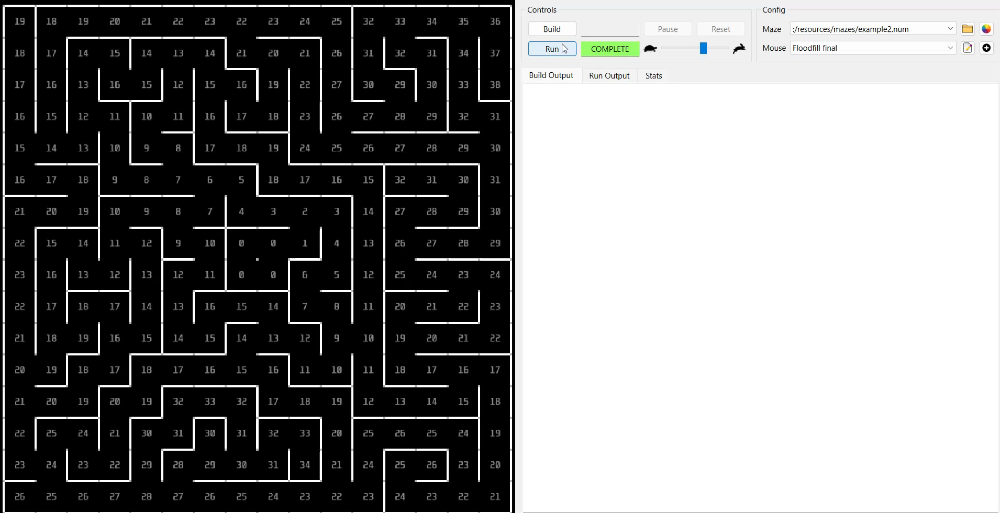 19 18 19 20 21 22 23 22 23 24 25 32 33 34 35 36
18 17 14 15 14 13 14 21 20 21 26 31 32 31 34 37
17 16 13 16 15 12 15 16 19 22 27 30 29 30 33 38
16 15 12 11 10 11 16 17 18 23 26 27 28 29 32 31
15 14 13 10 9 8 17 18 19 24 25 26 27 28 29 30
16 17 18 9 8 7 6 5 18 17 16 15 32 31 30 31
21 20 19 10 9 8 7 4 3 2 3 14 27 28 29 30
22 15 14 11 12 9 10 0 0 1 4 13 26 27 28 29
23 16 13 12 13 12 11 0 0 6 5 12 25 24 23 24
22 17 18 17 14 13 16 15 14 7 8 11 20 21 22 23
21 18 19 16 15 14 15 14 13 12 9 10 19 20 21 22
20 19 18 17 18 17 16 15 16 11 10 11 18 17 16 17
21 20 19 20 19 32 33 32 17 18 19 12 13 14 15 18
22 25 24 21 30 31 30 31 32 33 20 25 26 25 24 19
23 24 23 22 29 28 29 30 31 34 21 24 25 26 23 20
26 25 26 27 28 27 26 25 24 23 22 23 24 23 22 21
Controls
Build Pause Reset
Run COMPLETE
Config
Maze :/resources/mazes/example2.num
Mouse Floodfill final
Build Output Run Output Stats